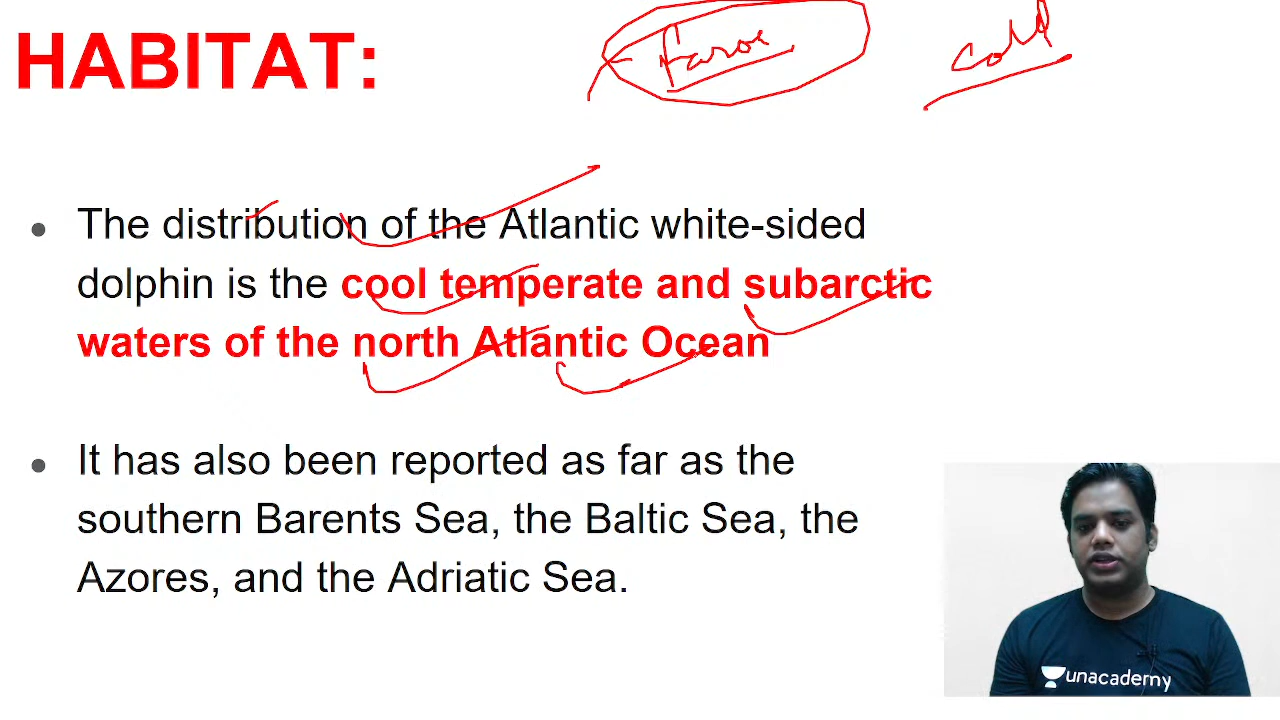 HABITAT:
Faroe
cold
● The distribution of the Atlantic white-sided
dolphin is the cool temperate and subarctic
waters of the north Atlantic Ocean
● It has also been reported as far as the
southern Barents Sea, the Baltic Sea, the
Azores, and the Adriatic Sea.
unacademy